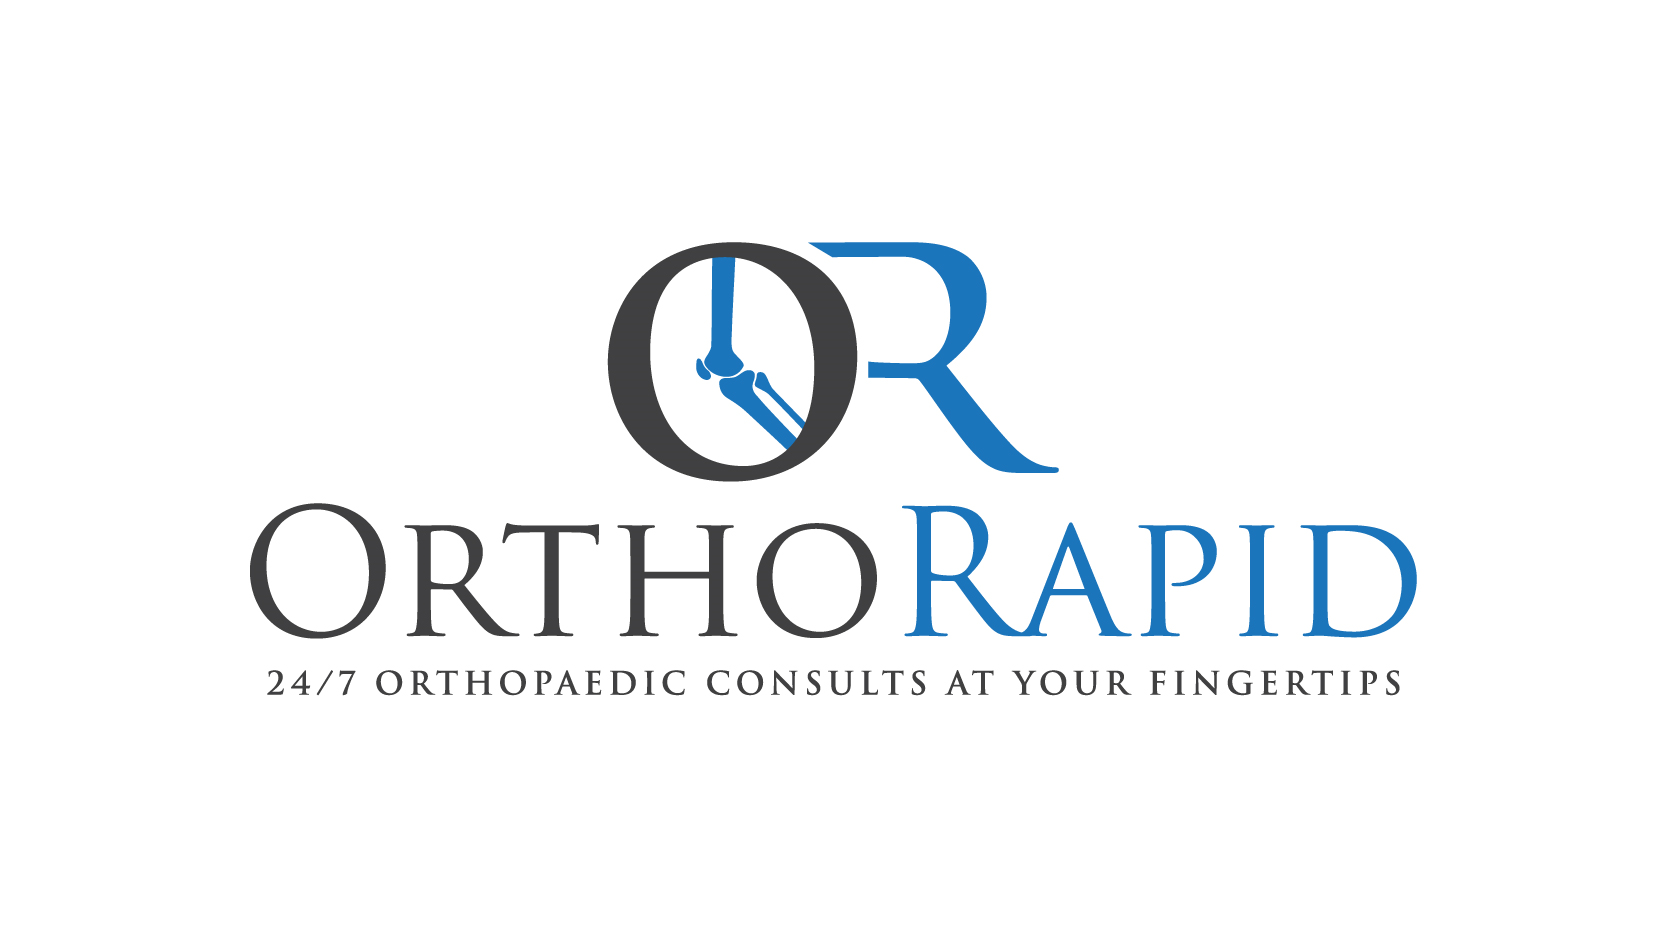 OR
ORTHORAPID
24/7 ORTHOPAEDIC CONSULTS AT YOUR FINGERTIPS